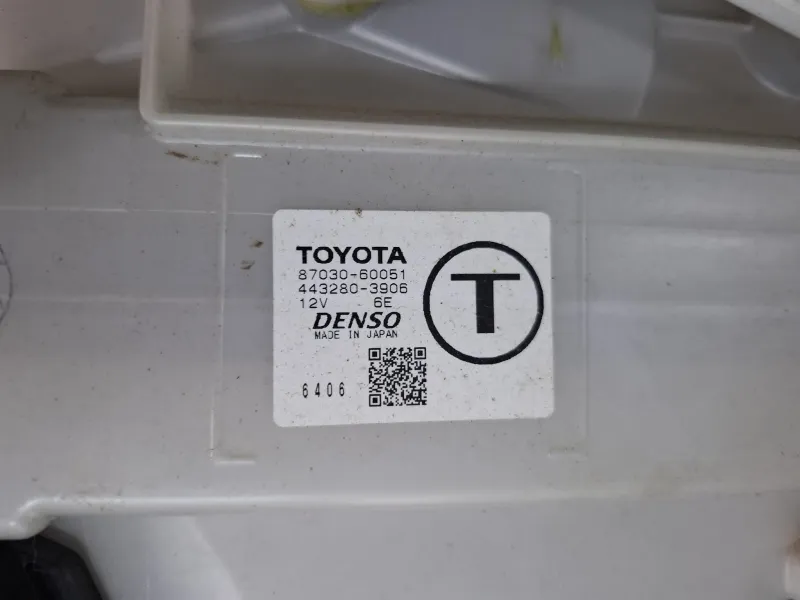 TOYOTA
87030-60051
443280-3906
12V 6E
DENSO
MADE IN JAPAN
6406
T